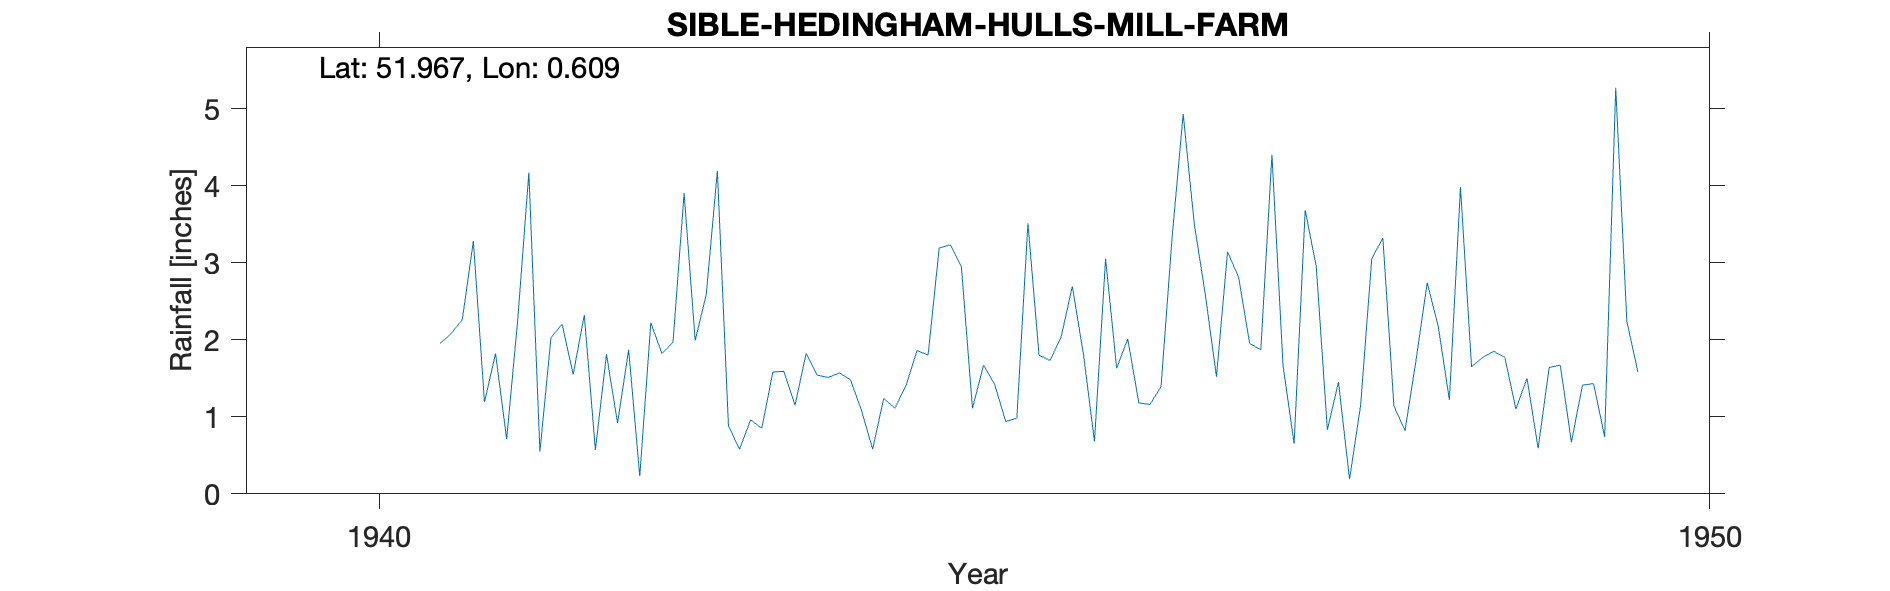 SIBLE-HEDINGHAM-HULLS-MILL-FARM
Lat: 51.967, Lon: 0.609
5
4
3
2
1
0
Rainfall [inches]
1940
1950
Year